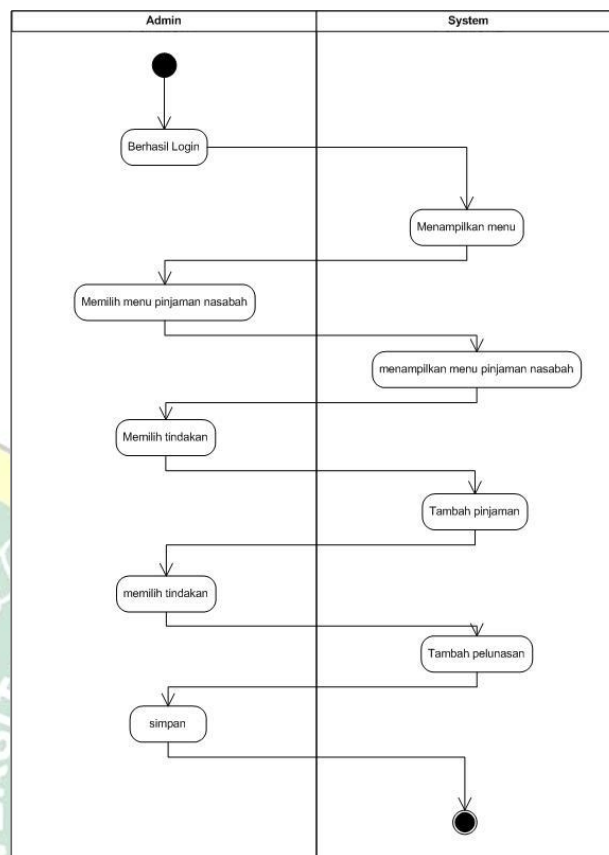 Admin
System
Berhasil Login
Menampilkan menu
Memilih menu pinjaman nasabah
menampilkan menu pinjaman nasabah
Memilih tindakan
Tambah pinjaman
memilih tindakan
Tambah pelunasan
simpan